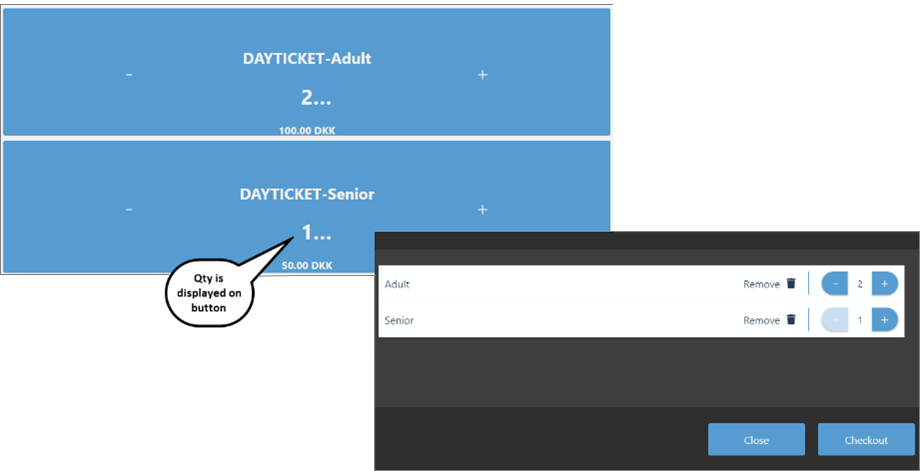 DAYTICKET-Adult
- +
2...
100.00 DKK
DAYTICKET-Senior
- +
1...
50.00 DKK
Qty is
displayed on
button
Adult Remove - 2 +
Senior Remove - 1 +
Close Checkout